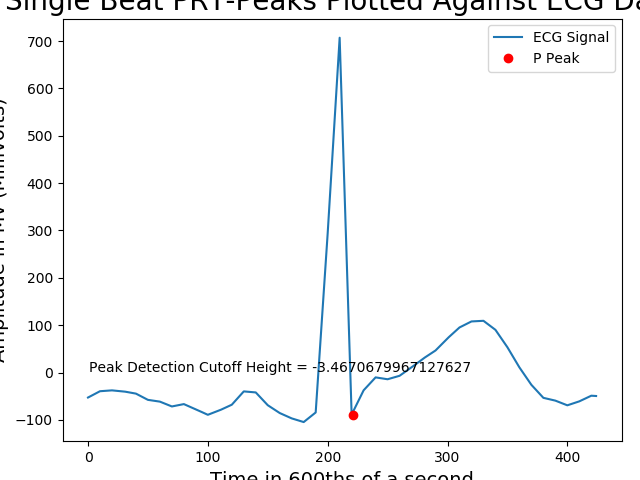 Single Beat PRT-Peaks Plotted Against ECG Da
ECG Signal
P Peak
700
600
500
400
300
200
100
0
−100
Amplitude in MV (MilliVolts)
Peak Detection Cutoff Height = -3.4670679967127627
0
100
200
300
400
Time in 600ths of a second